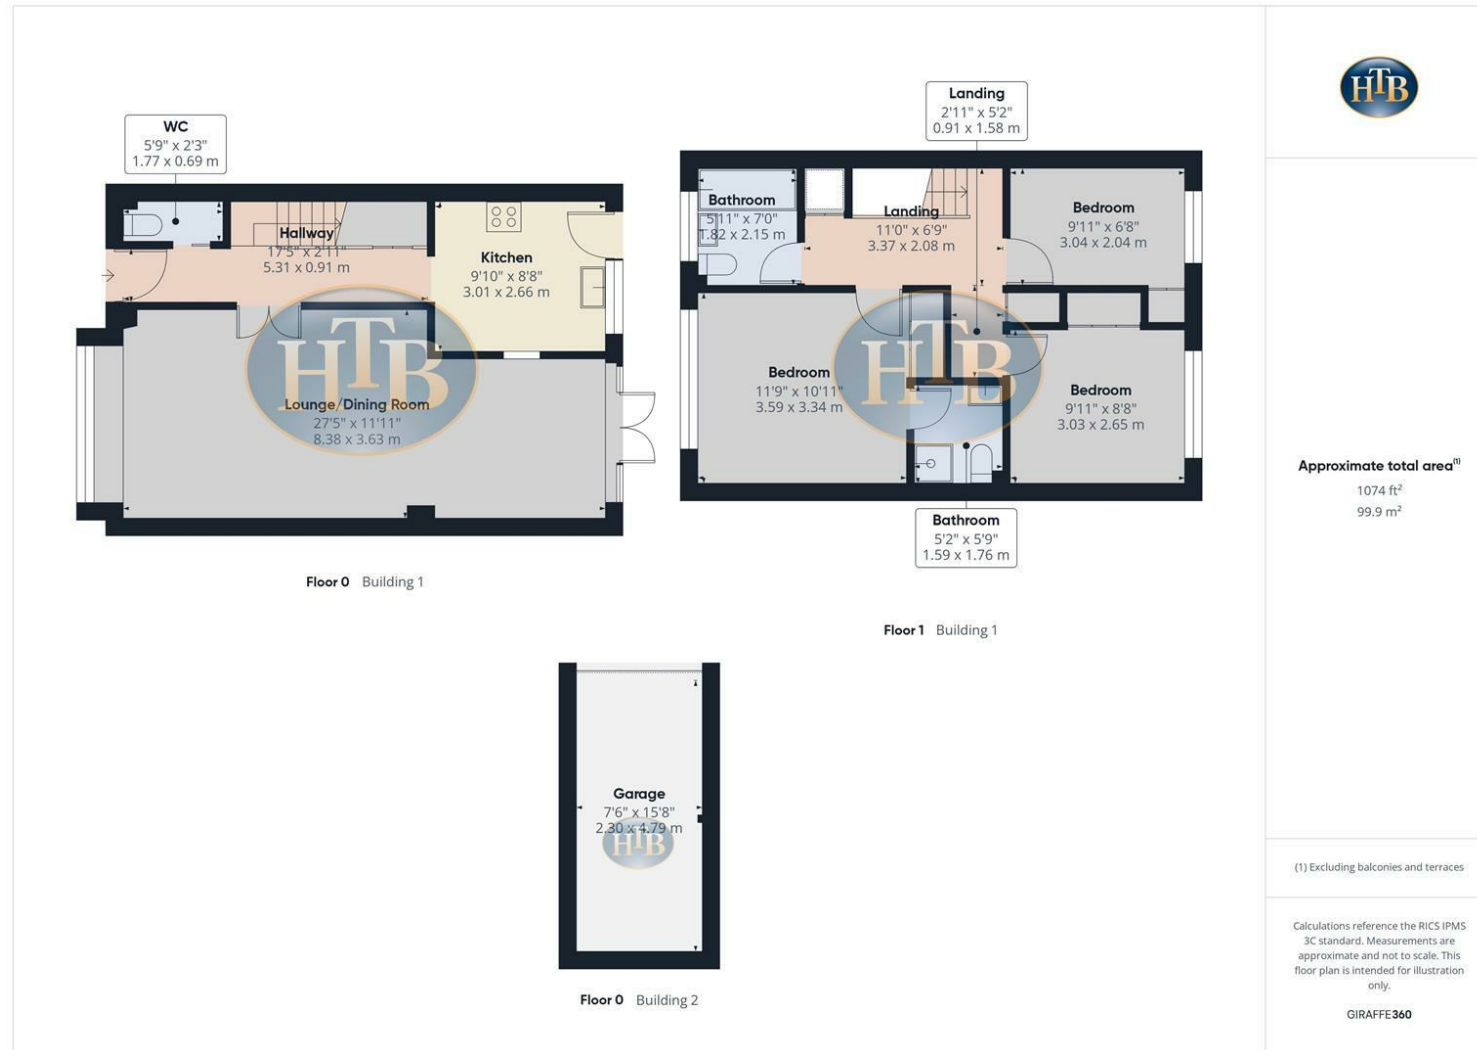 WC
5'9" x 2'3"
1.77 x 0.69 m
Hallway
17'5" x 2'11"
5.31 x 0.91 m
Kitchen
9'10" x 8'8"
3.01 x 2.66 m
HTB
Lounge/Dining Room
27'5" x 11'11"
8.38 x 3.63 m
Floor 0 Building 1
Landing
2'11" x 5'2"
0.91 x 1.58 m
Bathroom
5'11" x 7'0"
1.82 x 2.15 m
Landing
11'0" x 6'9"
3.37 x 2.08 m
Bedroom
9'11" x 6'8"
3.04 x 2.04 m
HTB
Bedroom
11'9" x 10'11"
3.59 x 3.34 m
Bedroom
9'11" x 8'8"
3.03 x 2.65 m
Bathroom
5'2" x 5'9"
1.59 x 1.76 m
Floor 1 Building 1
Garage
7'6" x 15'8"
2.30 x 4.79 m
HTB
Floor 0 Building 2
HTB
Approximate total area(1)
1074 ft²
99.9 m²
(1) Excluding balconies and terraces
Calculations reference the RICS IPMS
3C standard. Measurements are
approximate and not to scale. This
floor plan is intended for illustration
only.
GIRAFFE360